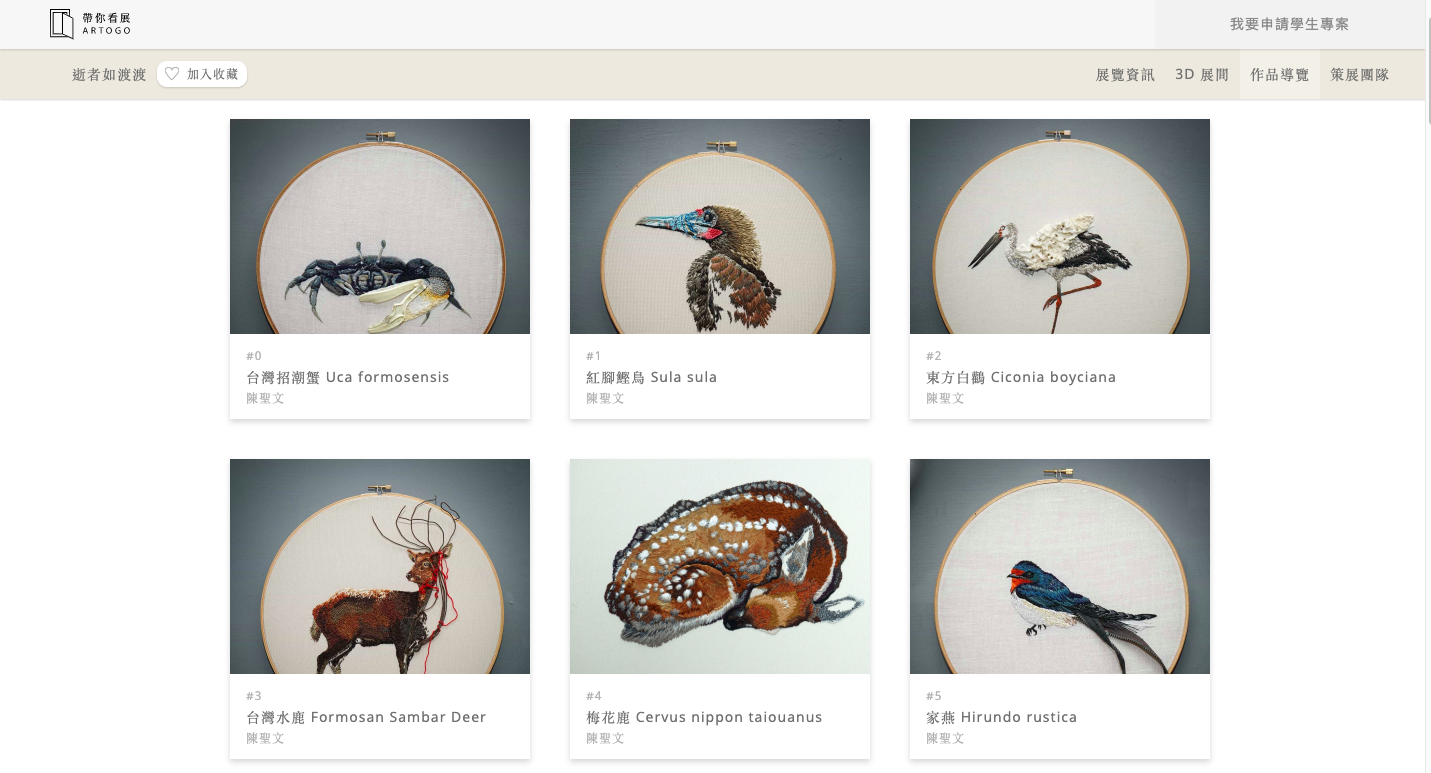 帶你看展
ARTOGO
我要申請學生專案
逝者如渡渡
加入收藏
展覽資訊
3D 展間
作品導覽
策展團隊
#0
台灣招潮蟹 Uca formosensis
陳聖文
#1
紅腳鰹鳥 Sula sula
陳聖文
#2
東方白鸛 Ciconia boyciana
陳聖文
#3
台灣水鹿 Formosan Sambar Deer
陳聖文
#4
梅花鹿 Cervus nippon taiouanus
陳聖文
#5
家燕 Hirundo rustica
陳聖文